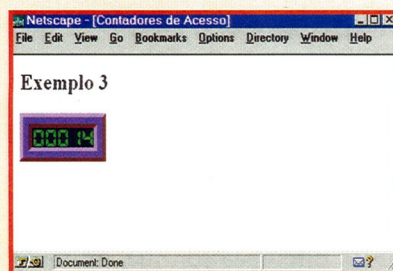 Netscape - [Contadores de Acesso]
File Edit View Go Bookmarks Options Directory Window Help
Exemplo 3
00014
Document: Done